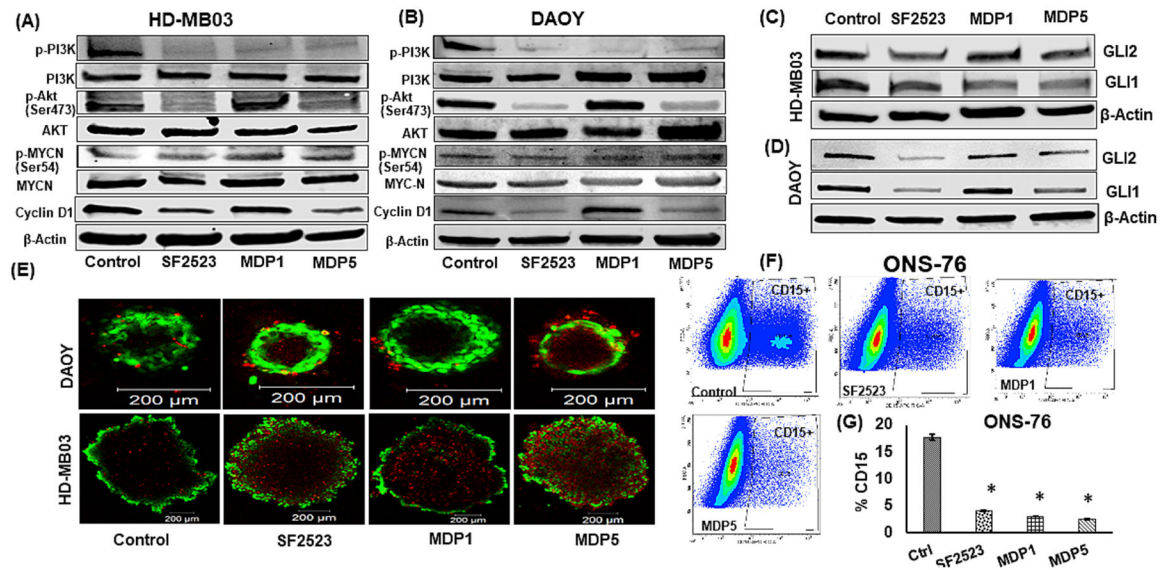 (A)
HD-MB03
p-PI3K
PI3K
p-Akt
(Ser473)
AKT
p-MYCN
(Ser54)
MYCN
Cyclin D1
β-Actin
Control SF2523 MDP1 MDP5
(B)
DAOY
p-PI3K
PI3K
p-Akt
(Ser473)
AKT
p-MYCN
(Ser54)
MYC-N
Cyclin D1
β-Actin
Control SF2523 MDP1 MDP5
(C)
Control SF2523 MDP1 MDP5
HD-MB03
GLI2
GLI1
β-Actin
(D)
DAOY
GLI2
GLI1
β-Actin
(E)
DAOY
200 µm 200 µm 200 µm 200 µm
HD-MB03
200 µm 200 µm 200 µm 200 µm
Control SF2523 MDP1 MDP5
(F)
ONS-76
CD15+ CD15+ CD15+
Control SF2523 MDP1
CD15+
MDP5
(G)
ONS-76
% CD15
20
15
10
5
0
* * *
Ctrl SF2523 MDP1 MDP5